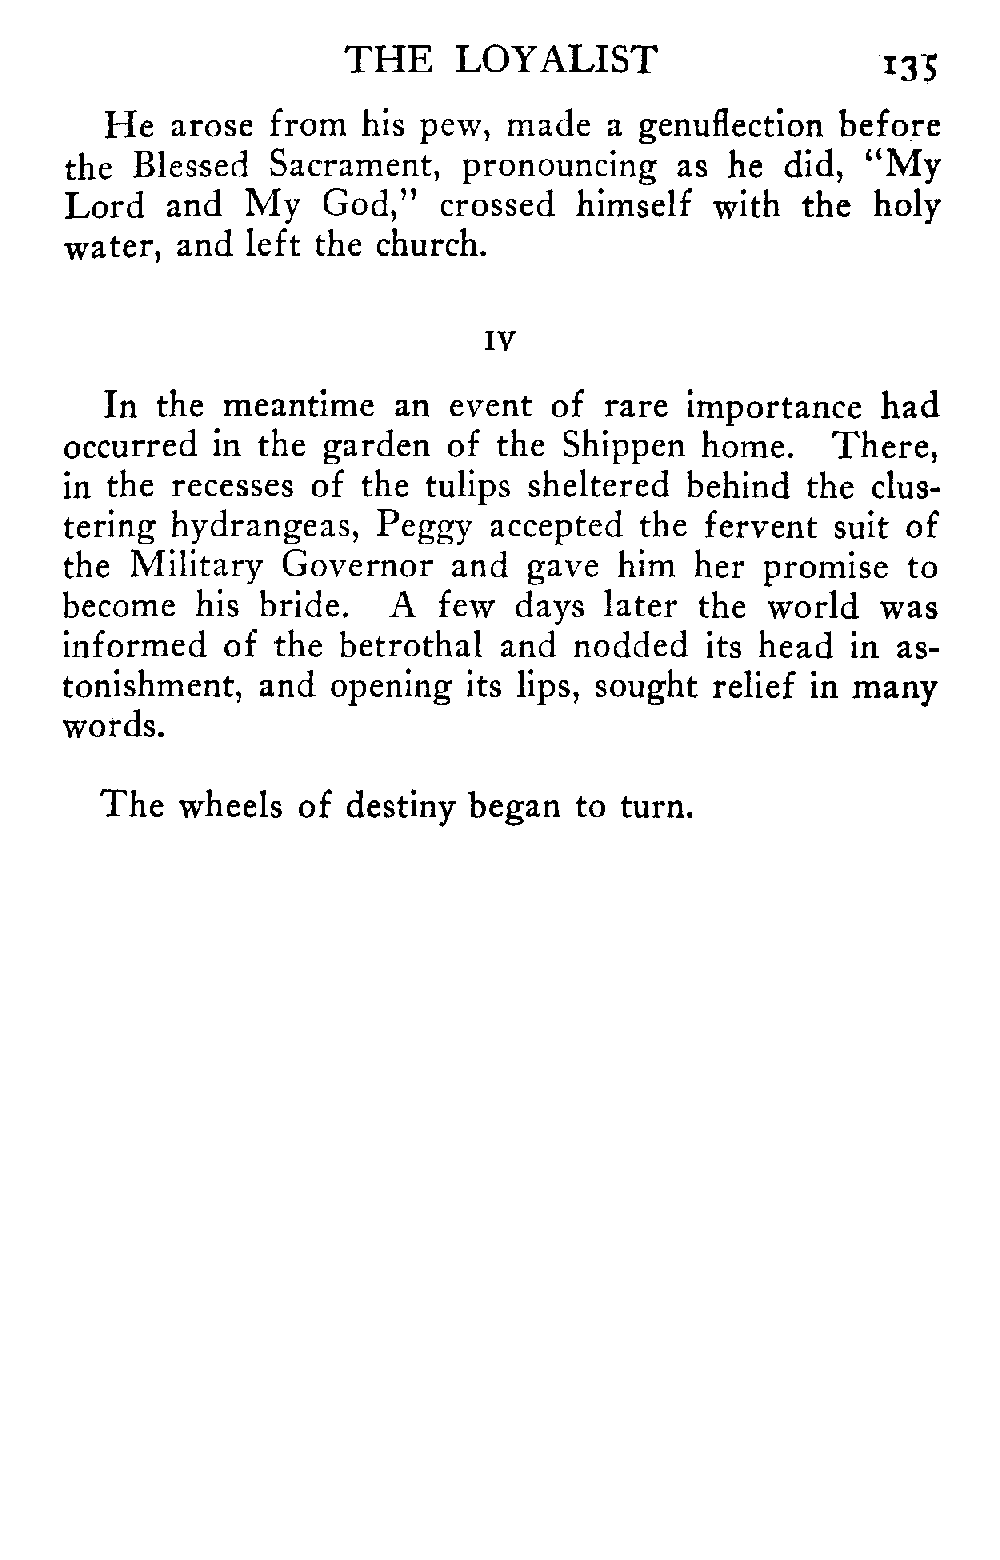 THE LOYALIST 135
He arose from his pew, made a genuflection before
the Blessed Sacrament, pronouncing as he did, “My
Lord and My God,” crossed himself with the holy
water, and left the church.
IV
In the meantime an event of rare importance had
occurred in the garden of the Shippen home. There,
in the recesses of the tulips sheltered behind the clus-
tering hydrangeas, Peggy accepted the fervent suit of
the Military Governor and gave him her promise to
become his bride. A few days later the world was
informed of the betrothal and nodded its head in as-
tonishment, and opening its lips, sought relief in many
words.
The wheels of destiny began to turn.